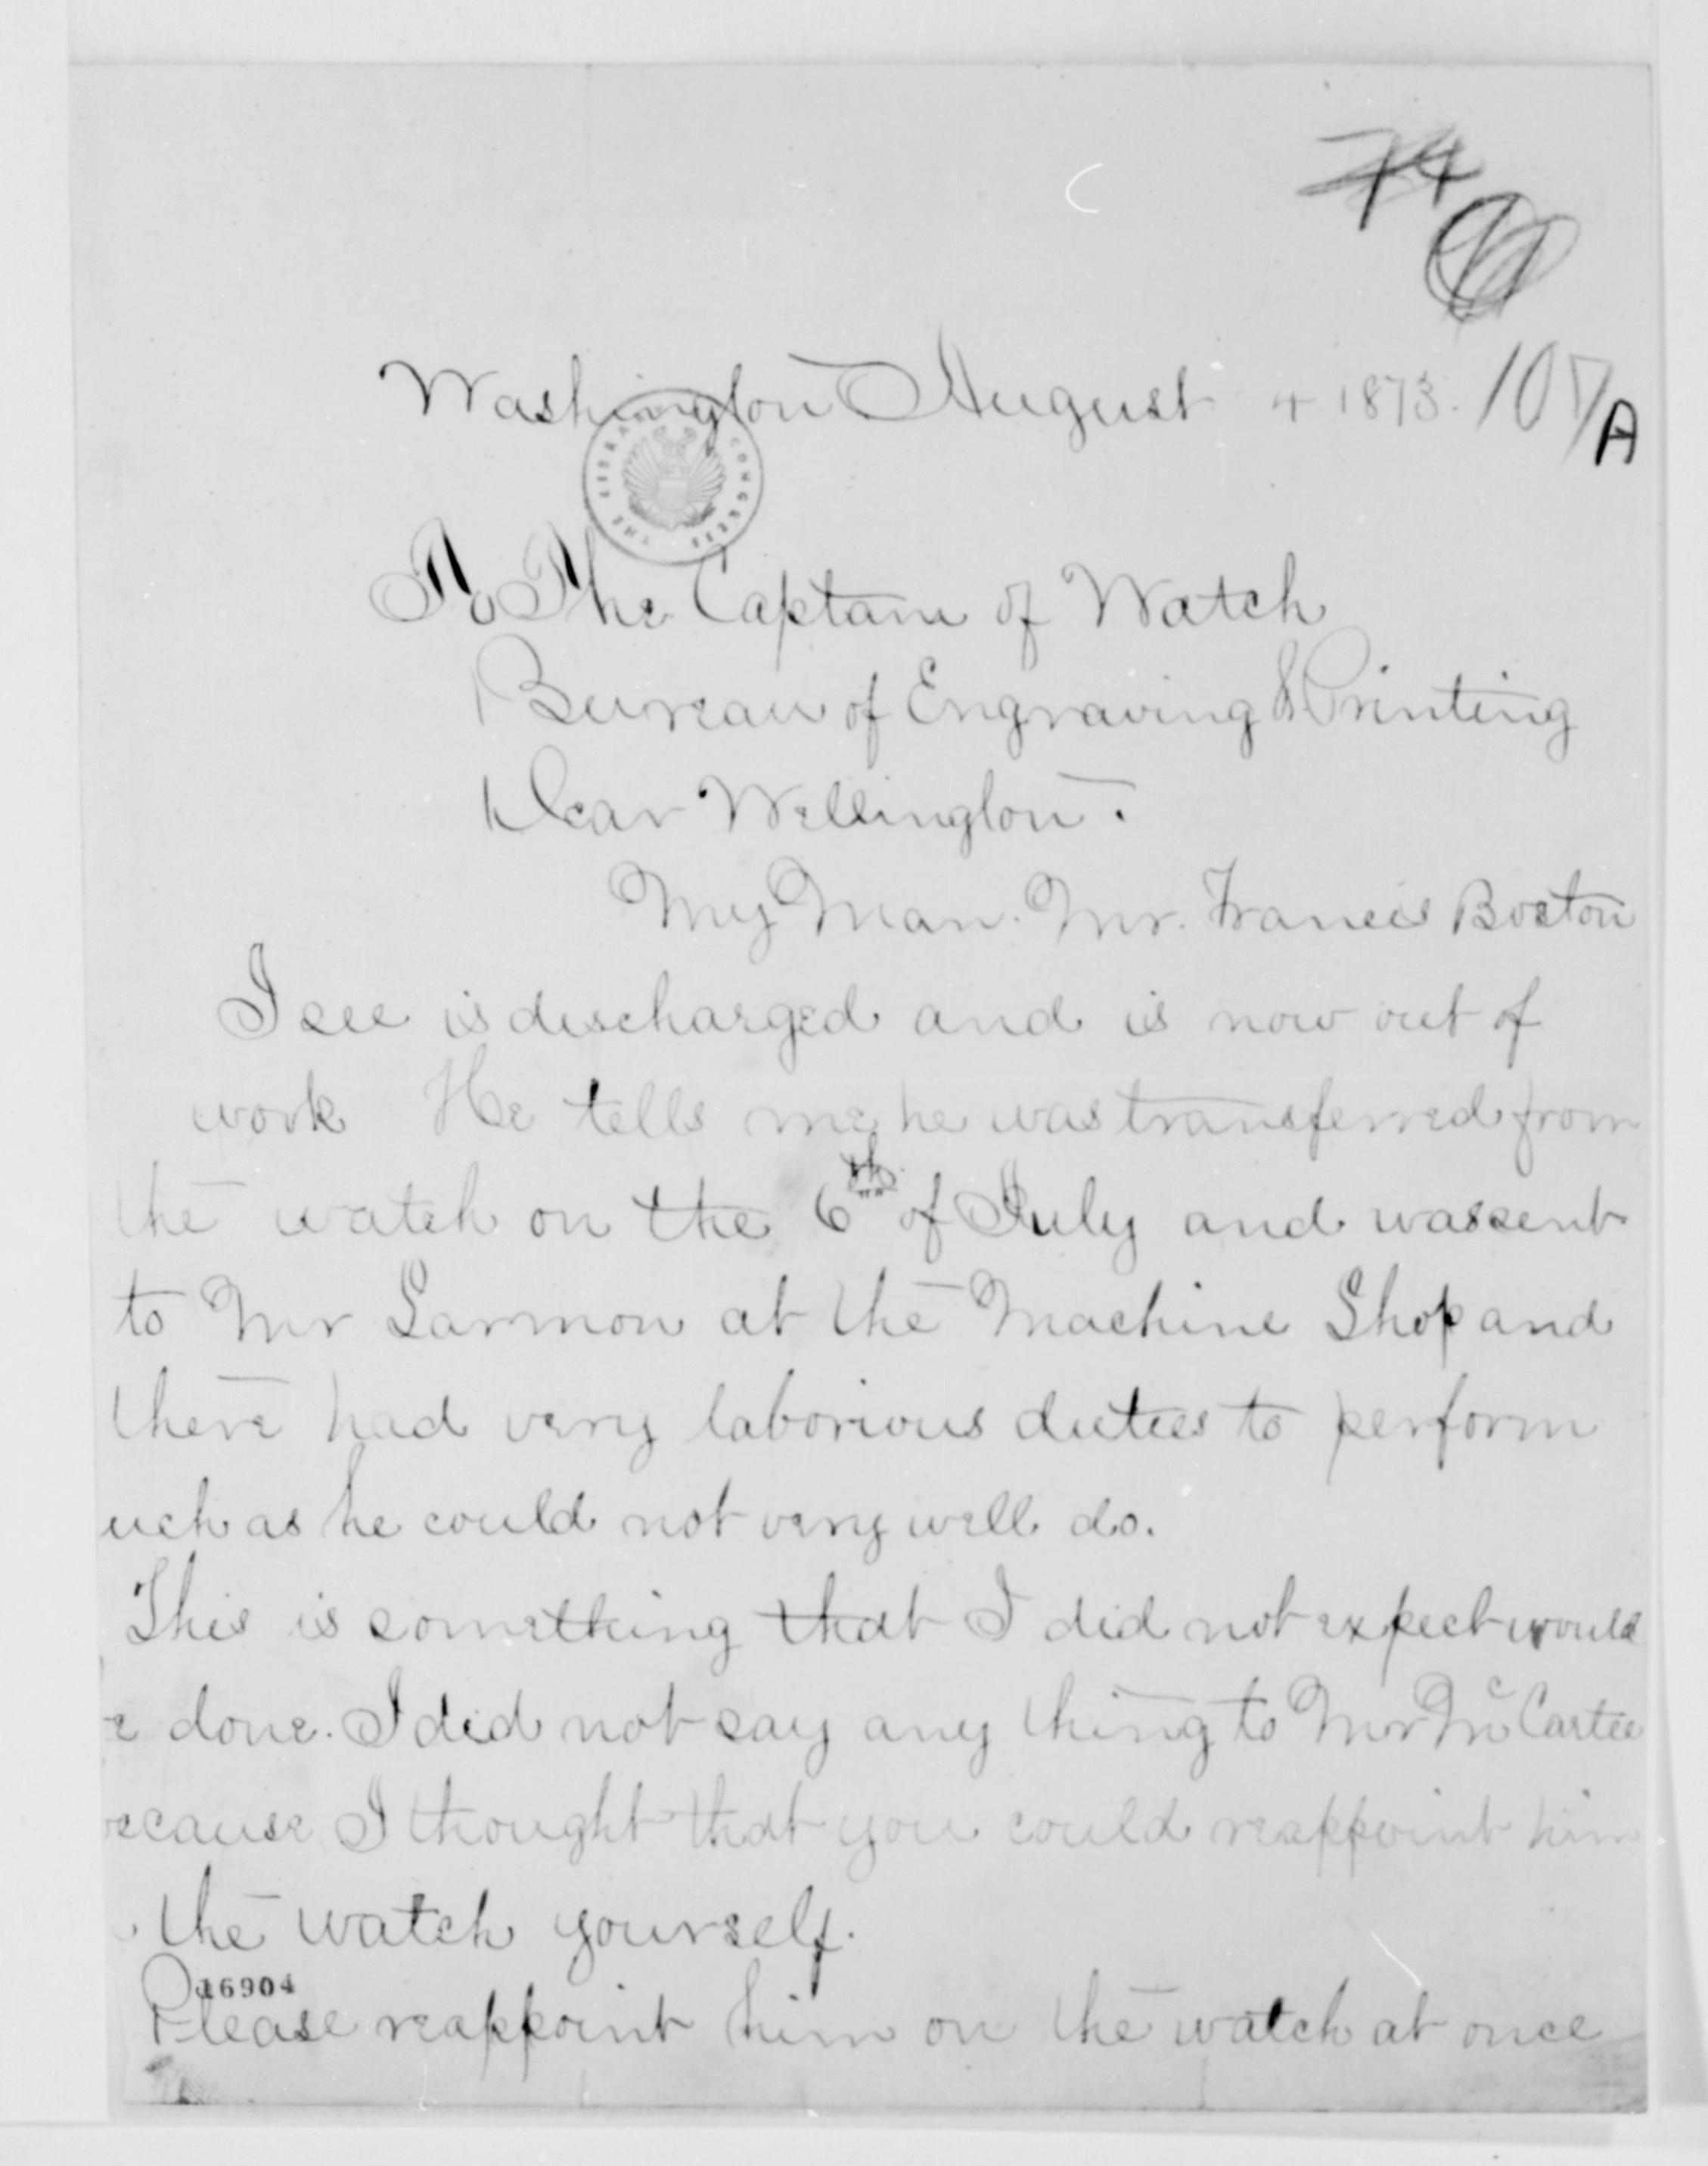 74
107/A
Washington August 4 1873.
THE LIBRARY OF CONGRESS
To The Captain of Watch
Bureau of Engraving & Printing
Dear Wellington.
My Man. Mr. Francis Boston
I see is discharged and is now out of
work He tells me he was transferred from
the watch on the 6th of July and was sent
to Mr Larmon at the Machine Shop and
there had very laborious duties to perform
uch as he could not very well do.
This is something that I did not expect would
e done. I did not say any thing to Mr McCartee
ecause I thought that you could reappoint him
the watch yourself.
16904
Please reappoint him on the watch at once